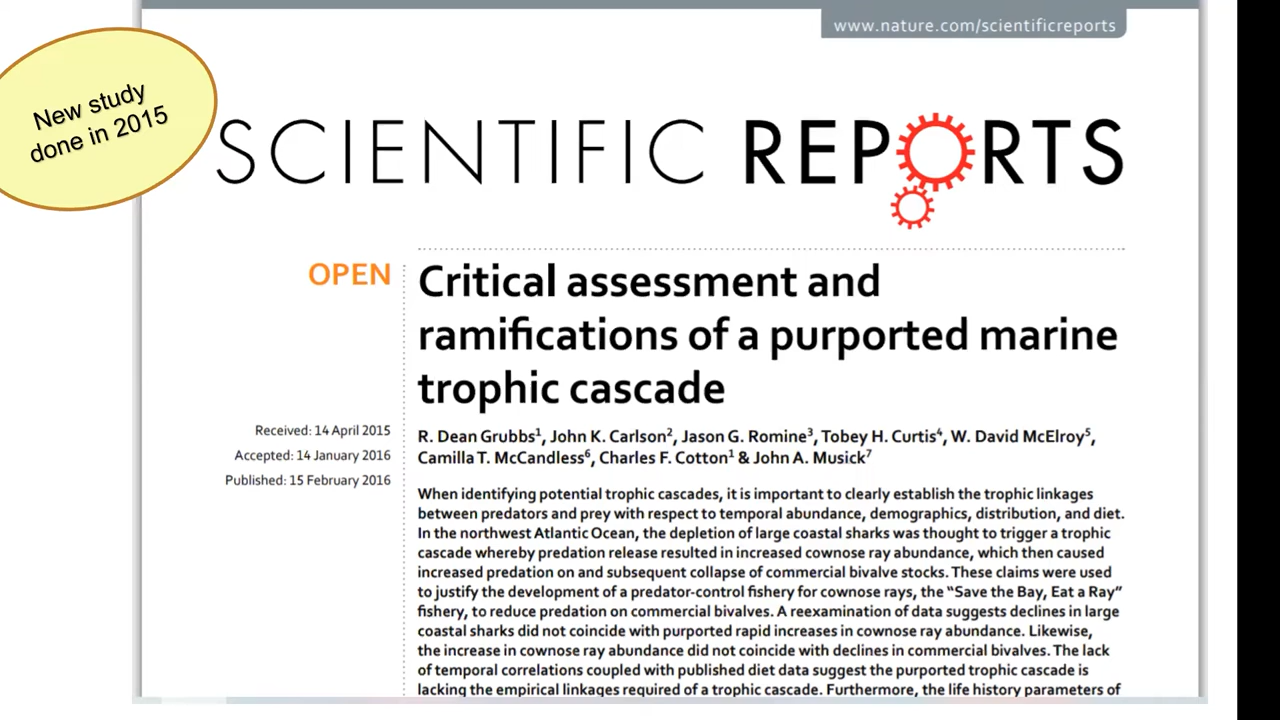 www.nature.com/scientificreports
New study
done in 2015
SCIENTIFIC REPORTS
OPEN
Critical assessment and
ramifications of a purported marine
trophic cascade
Received: 14 April 2015
Accepted: 14 January 2016
Published: 15 February 2016
R. Dean Grubbs1, John K. Carlson2, Jason G. Romine3, Tobey H. Curtis4, W. David McElroy5,
Camilla T. McCandless6, Charles F. Cotton1 & John A. Musick7
When identifying potential trophic cascades, it is important to clearly establish the trophic linkages
between predators and prey with respect to temporal abundance, demographics, distribution, and diet.
In the northwest Atlantic Ocean, the depletion of large coastal sharks was thought to trigger a trophic
cascade whereby predation release resulted in increased cownose ray abundance, which then caused
increased predation on and subsequent collapse of commercial bivalve stocks. These claims were used
to justify the development of a predator-control fishery for cownose rays, the “Save the Bay, Eat a Ray”
fishery, to reduce predation on commercial bivalves. A reexamination of data suggests declines in large
coastal sharks did not coincide with purported rapid increases in cownose ray abundance. Likewise,
the increase in cownose ray abundance did not coincide with declines in commercial bivalves. The lack
of temporal correlations coupled with published diet data suggest the purported trophic cascade is
lacking the empirical linkages required of a trophic cascade. Furthermore, the life history parameters of